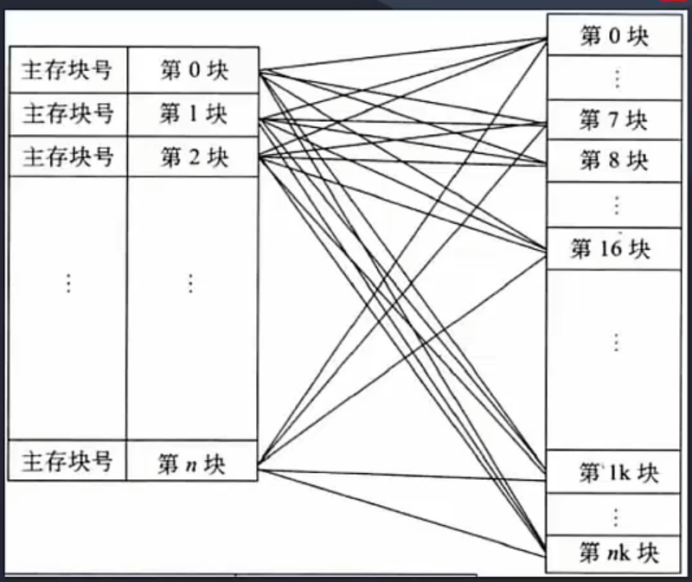 主存块号 第 0 块
主存块号 第 1 块
主存块号 第 2 块
⋮ ⋮
主存块号 第 n 块
第 0 块
⋮
第 7 块
第 8 块
⋮
第 16 块
⋮
第 1k 块
⋮
第 nk 块